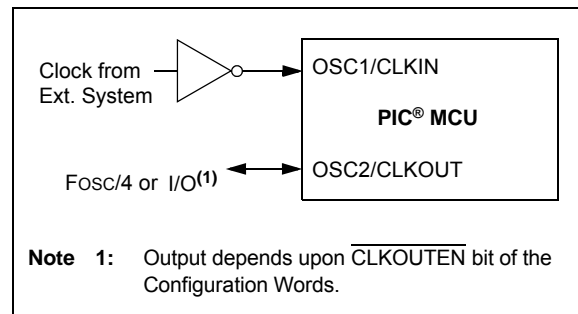 Clock from
Ext. System
OSC1/CLKIN
PIC® MCU
FOSC/4 or I/O(1)
OSC2/CLKOUT
Note 1: Output depends upon CLKOUTEN bit of the
Configuration Words.